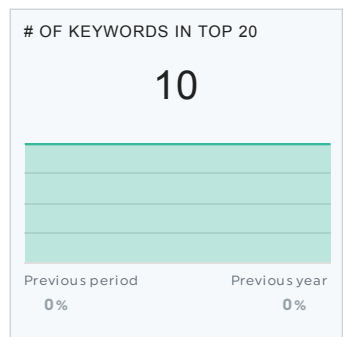 # OF KEYWORDS IN TOP 20
10
Previous period Previous year
0% 0%